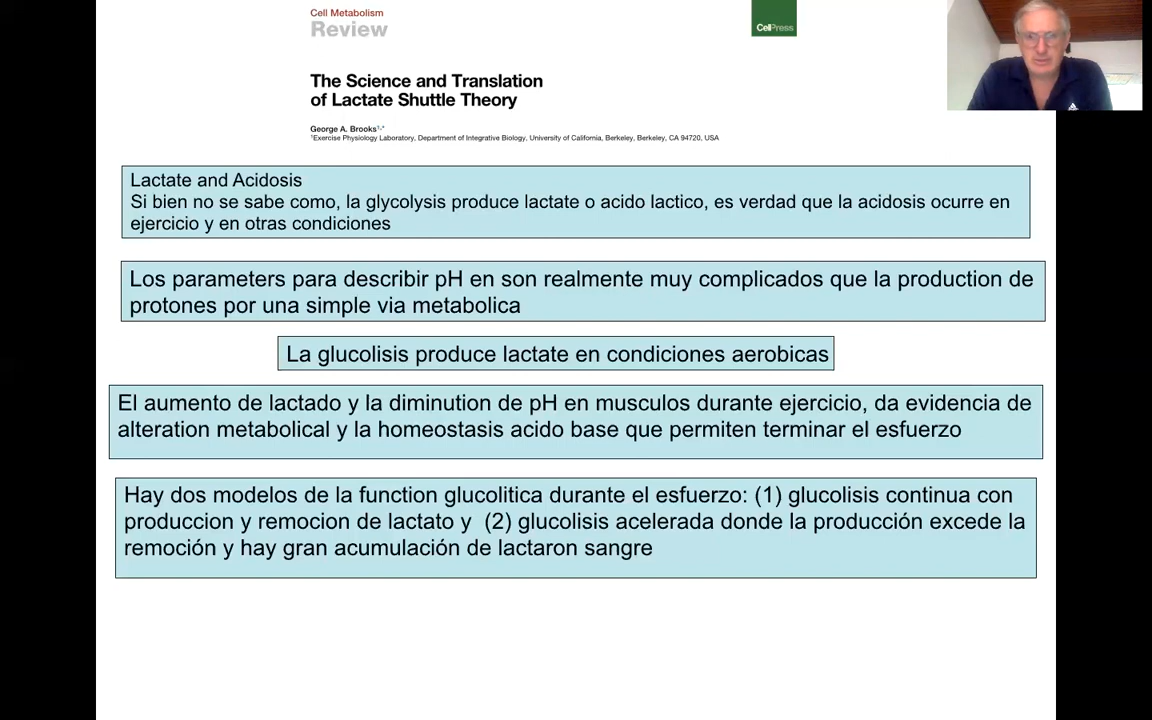 Cell Metabolism
Review
CellPress
The Science and Translation
of Lactate Shuttle Theory
George A. Brooks¹,*
¹Exercise Physiology Laboratory, Department of Integrative Biology, University of California, Berkeley, Berkeley, CA 94720, USA
Lactate and Acidosis
Si bien no se sabe como, la glycolysis produce lactate o acido lactico, es verdad que la acidosis ocurre en
ejercicio y en otras condiciones
Los parameters para describir pH en son realmente muy complicados que la production de
protones por una simple via metabolica
La glucolisis produce lactate en condiciones aerobicas
El aumento de lactado y la diminution de pH en musculos durante ejercicio, da evidencia de
alteration metabolical y la homeostasis acido base que permiten terminar el esfuerzo
Hay dos modelos de la function glucolitica durante el esfuerzo: (1) glucolisis continua con
produccion y remocion de lactato y (2) glucolisis acelerada donde la producción excede la
remoción y hay gran acumulación de lactaron sangre